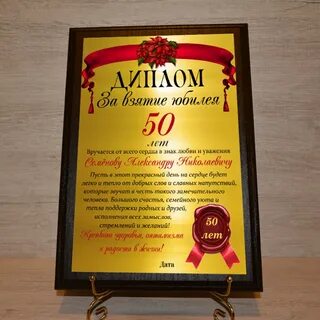 ДИПЛОМ
За взятие юбилея
50
лет
Вручается от всего сердца в знак любви и уважения
Семёнову Александру Николаевичу
Пусть в этот прекрасный день на сердце будет
легко и тепло от добрых слов и славных напутствий,
которые звучат в честь такого замечательного
человека. Большого счастья, семейного уюта и
тепла поддержки родных и друзей,
исполнения всех замыслов,
стремлений и желаний!
Крепкого здоровья, оптимизма
и радости в жизни!
50
лет
Дата